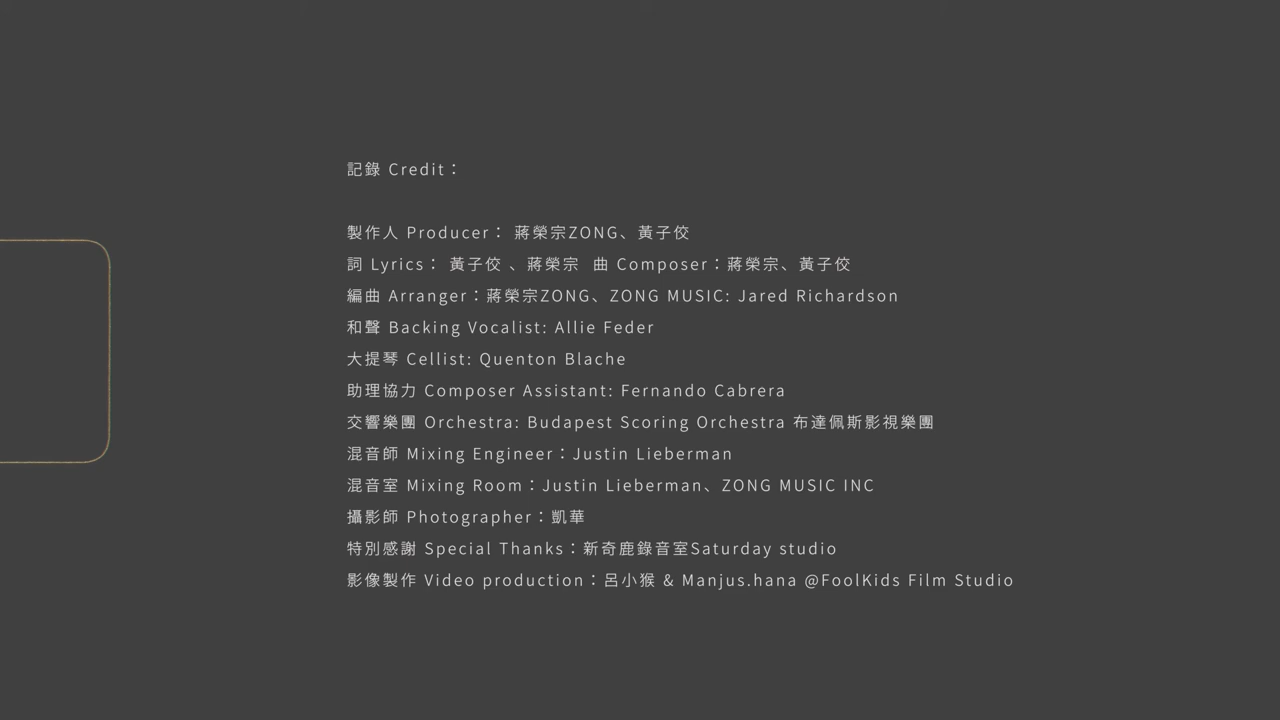 記錄 Credit：
製作人 Producer： 蔣榮宗ZONG、黃子佼
詞 Lyrics： 黃子佼 、蔣榮宗  曲 Composer：蔣榮宗、黃子佼
編曲 Arranger：蔣榮宗ZONG、ZONG MUSIC: Jared Richardson
和聲 Backing Vocalist: Allie Feder
大提琴 Cellist: Quenton Blache
助理協力 Composer Assistant: Fernando Cabrera
交響樂團 Orchestra: Budapest Scoring Orchestra 布達佩斯影視樂團
混音師 Mixing Engineer：Justin Lieberman
混音室 Mixing Room：Justin Lieberman、ZONG MUSIC INC
攝影師 Photographer：凱華
特別感謝 Special Thanks：新奇鹿錄音室Saturday studio
影像製作 Video production：呂小猴 & Manjus.hana @FoolKids Film Studio